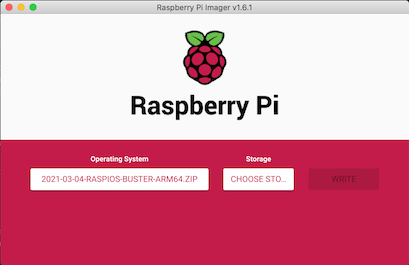 Raspberry Pi Imager v1.6.1
Raspberry Pi
Operating System
Storage
2021-03-04-RASPIOS-BUSTER-ARM64.ZIP
CHOOSE STO...
WRITE